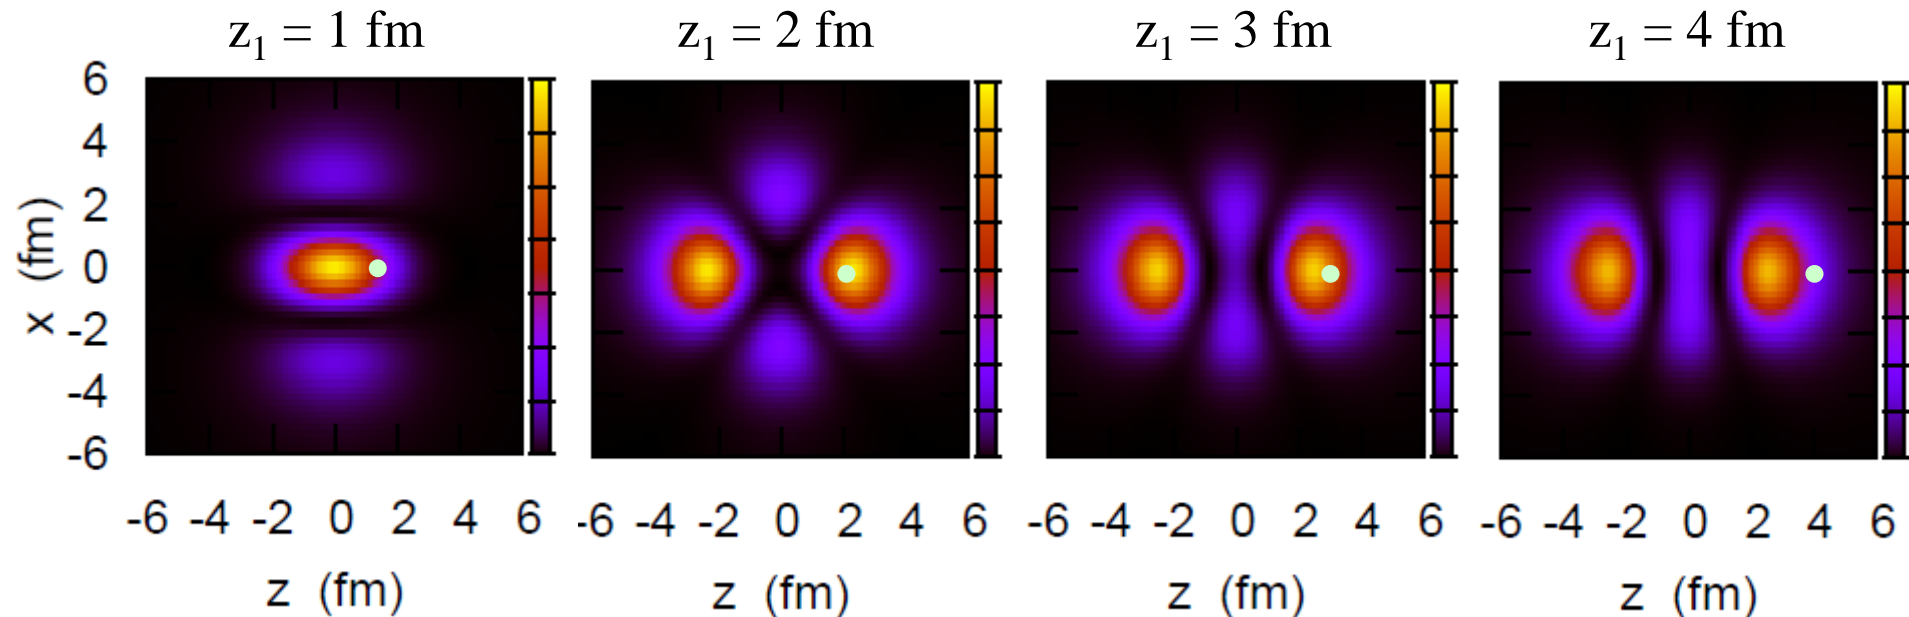 z₁ = 1 fm z₁ = 2 fm z₁ = 3 fm z₁ = 4 fm
6
4
2
0
-2
-4
-6
x (fm)
-6 -4 -2 0 2 4 6 -6 -4 -2 0 2 4 6 -6 -4 -2 0 2 4 6 -6 -4 -2 0 2 4 6
z (fm) z (fm) z (fm) z (fm)